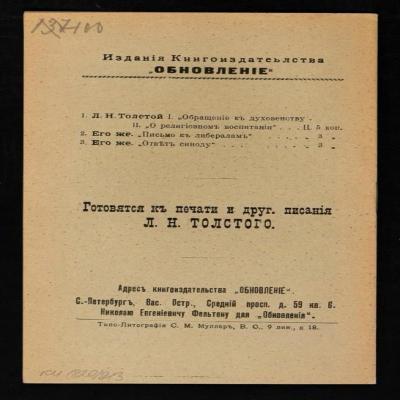 137100
Изданія Книгоиздатеьлства
„ОБНОВЛЕНІЕ“
1. Л. Н. Толстой I. „Обращеніе къ духовенству.
II. „О религіозномъ воспитаніи“ . . . Ц. 5 коп.
2. Его же. „Письмо къ либераламъ“ . . . . . „ 3 „
3. Его же. „Отвѣтъ синоду“ . . . . . . . „ 3 „
Готовятся къ печати и друг. писанія
Л. Н. ТОЛСТОГО.
Адресъ книгоиздательства „ОБНОВЛЕНІЕ“.
С.-Петербургъ, Вас. Остр., Средній просп. д. 59 кв. 6.
Николаю Евгеніевичу Фельтену для „Обновленія“.
Типо-Литографія С. М. Муллеръ, В. О., 9 лин., д. 18.